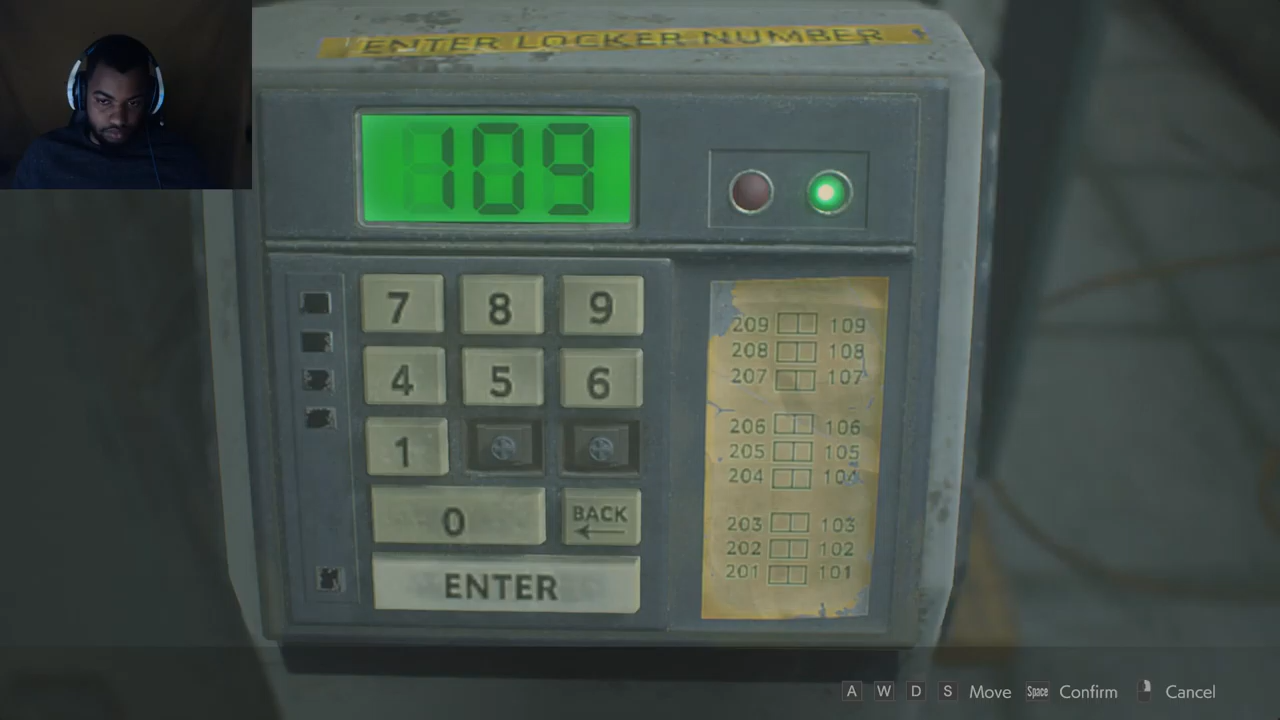 ENTER LOCKER NUMBER
109
7 8 9
4 5 6
1
0 BACK
ENTER
209 109
208 108
207 107
206 106
205 105
204 104
203 103
202 102
201 101
A W D S Move Space Confirm Cancel